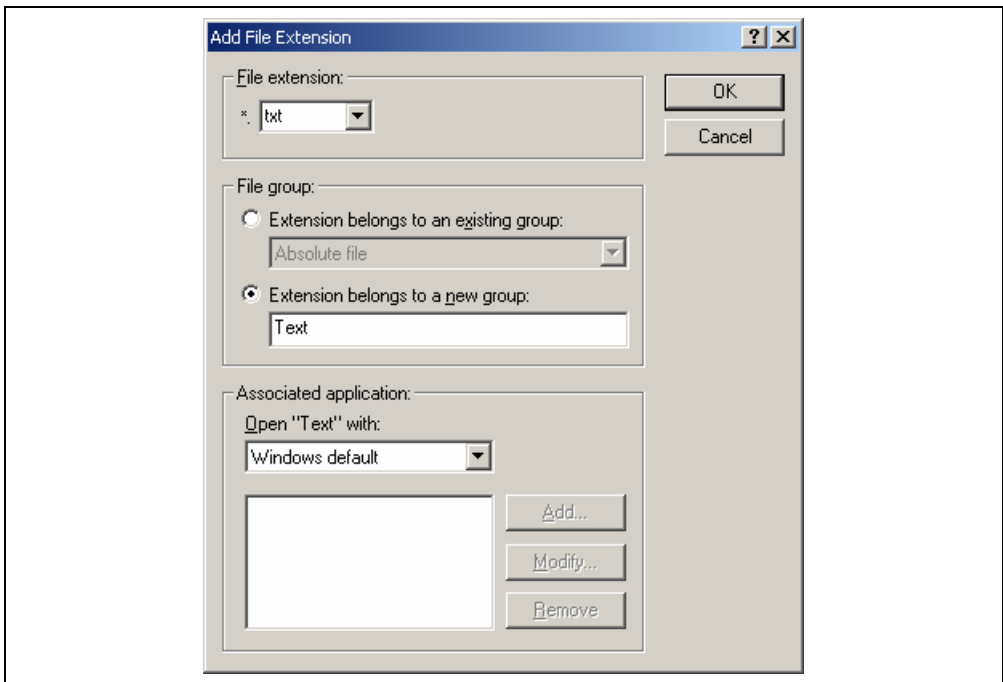 Add File Extension
File extension:
*. txt
OK
Cancel
File group:
Extension belongs to an existing group:
Absolute file
Extension belongs to a new group:
Text
Associated application:
Open "Text" with:
Windows default
Add...
Modify...
Remove